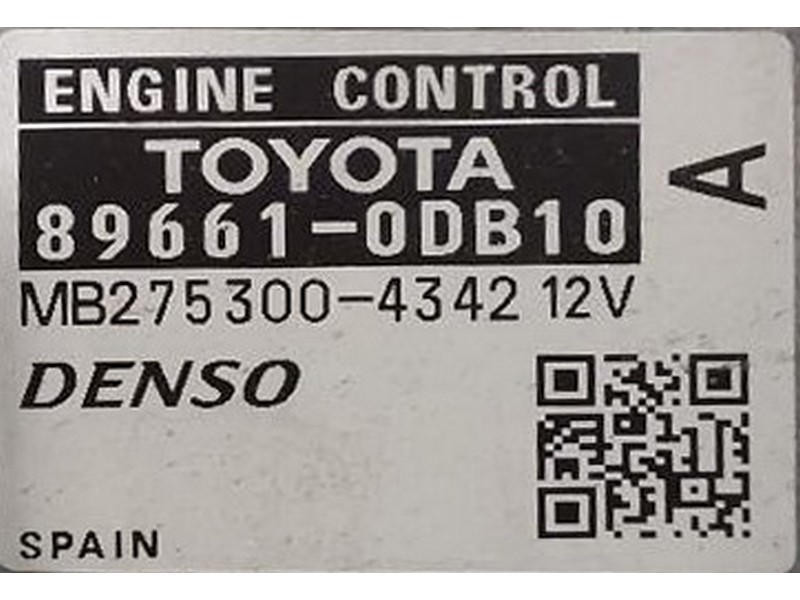 ENGINE CONTROL
TOYOTA
89661-0DB10
A
MB275300-4342 12V
DENSO
SPAIN